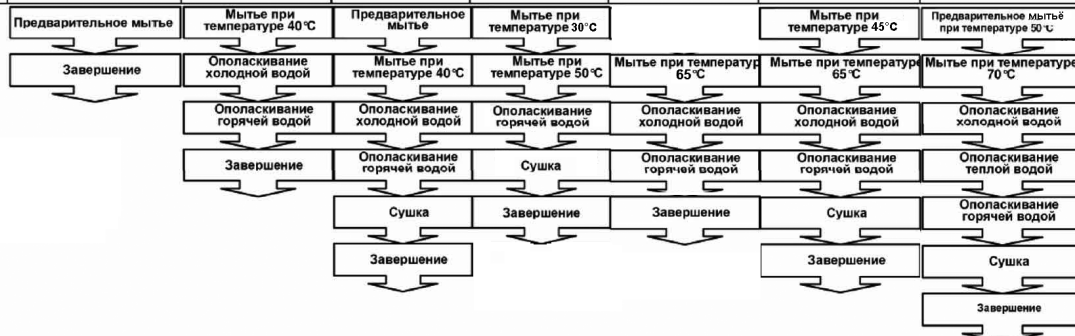 Предварительное мытье
Завершение
Мытье при
температуре 40°C
Ополаскивание
холодной водой
Ополаскивание
горячей водой
Завершение
Предварительное
мытье
Мытье при
температуре 40°C
Ополаскивание
холодной водой
Ополаскивание
горячей водой
Сушка
Завершение
Мытье при
температуре 30°C
Мытье при
температуре 50°C
Ополаскивание
горячей водой
Сушка
Завершение
Мытье при температур
65°C
Ополаскивание
холодной водой
Ополаскивание
горячей водой
Завершение
Мытье при
температуре 45°C
Мытье при температуре
65°C
Ополаскивание
холодной водой
Ополаскивание
горячей водой
Сушка
Завершение
Предварительное мытьё
при температуре 50°C
Мытье при температуре
70°C
Ополаскивание
холодной водой
Ополаскивание
теплой водой
Ополаскивание
горячей водой
Сушка
Завершение